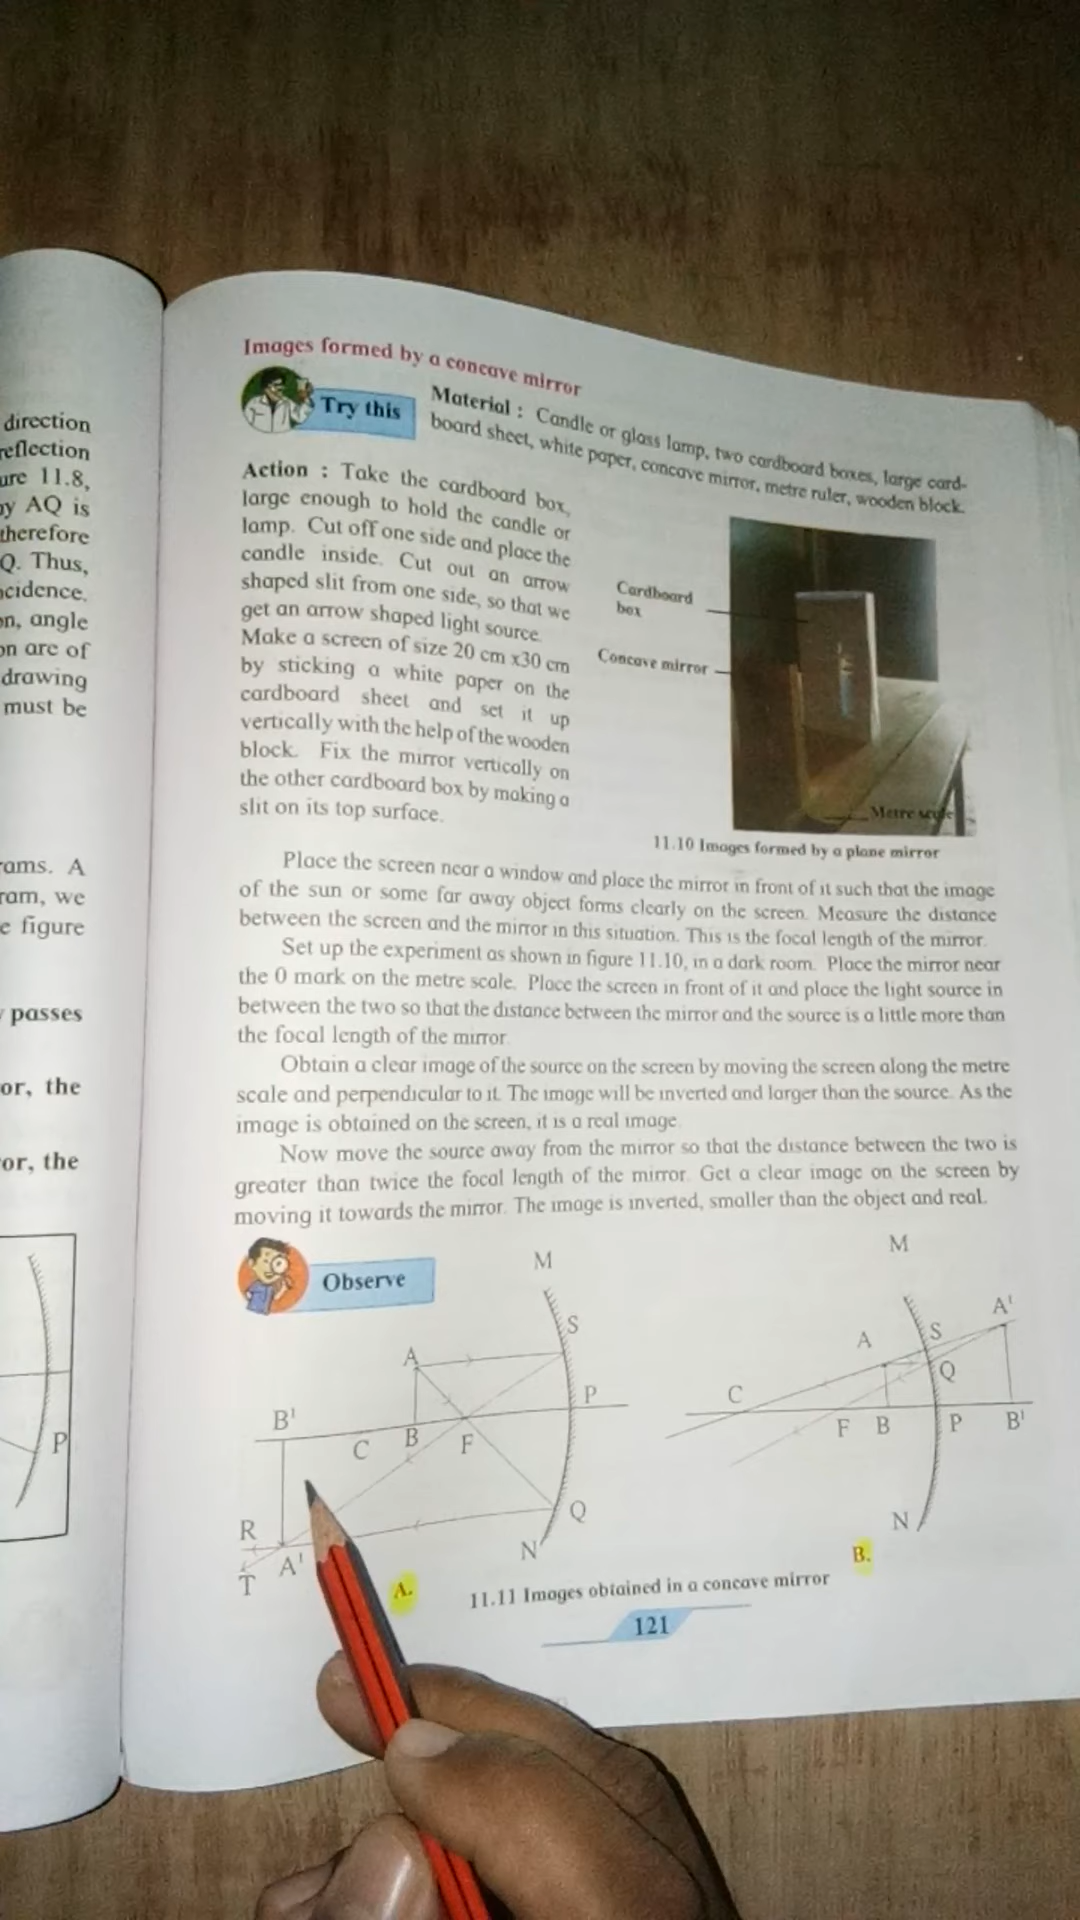 direction
reflection
ure 11.8,
by AQ is
therefore
Q. Thus,
ncidence.
on, angle
on are of
drawing
must be
rams. A
ram, we
e figure
passes
or, the
or, the
P
Images formed by a concave mirror
Try this
Material : Candle or glass lamp, two cardboard boxes, large card-
board sheet, white paper, concave mirror, metre ruler, wooden block.
Action : Take the cardboard box,
large enough to hold the candle or
lamp. Cut off one side and place the
candle inside. Cut out an arrow
shaped slit from one side, so that we
get an arrow shaped light source.
Make a screen of size 20 cm x30 cm
by sticking a white paper on the
cardboard sheet and set it up
vertically with the help of the wooden
block. Fix the mirror vertically on
the other cardboard box by making a
slit on its top surface.
Cardboard
box
Concave mirror
Metre scale
11.10 Images formed by a plane mirror
Place the screen near a window and place the mirror in front of it such that the image
of the sun or some far away object forms clearly on the screen. Measure the distance
between the screen and the mirror in this situation. This is the focal length of the mirror.
Set up the experiment as shown in figure 11.10, in a dark room. Place the mirror near
the 0 mark on the metre scale. Place the screen in front of it and place the light source in
between the two so that the distance between the mirror and the source is a little more than
the focal length of the mirror.
Obtain a clear image of the source on the screen by moving the screen along the metre
scale and perpendicular to it. The image will be inverted and larger than the source. As the
image is obtained on the screen, it is a real image.
Now move the source away from the mirror so that the distance between the two is
greater than twice the focal length of the mirror. Get a clear image on the screen by
moving it towards the mirror. The image is inverted, smaller than the object and real.
Observe
M
S
A
P
B'
C
B
F
R
Q
A'
T
N
A.
M
A'
A
S
Q
C
F
B
P
B'
N
B.
11.11 Images obtained in a concave mirror
121